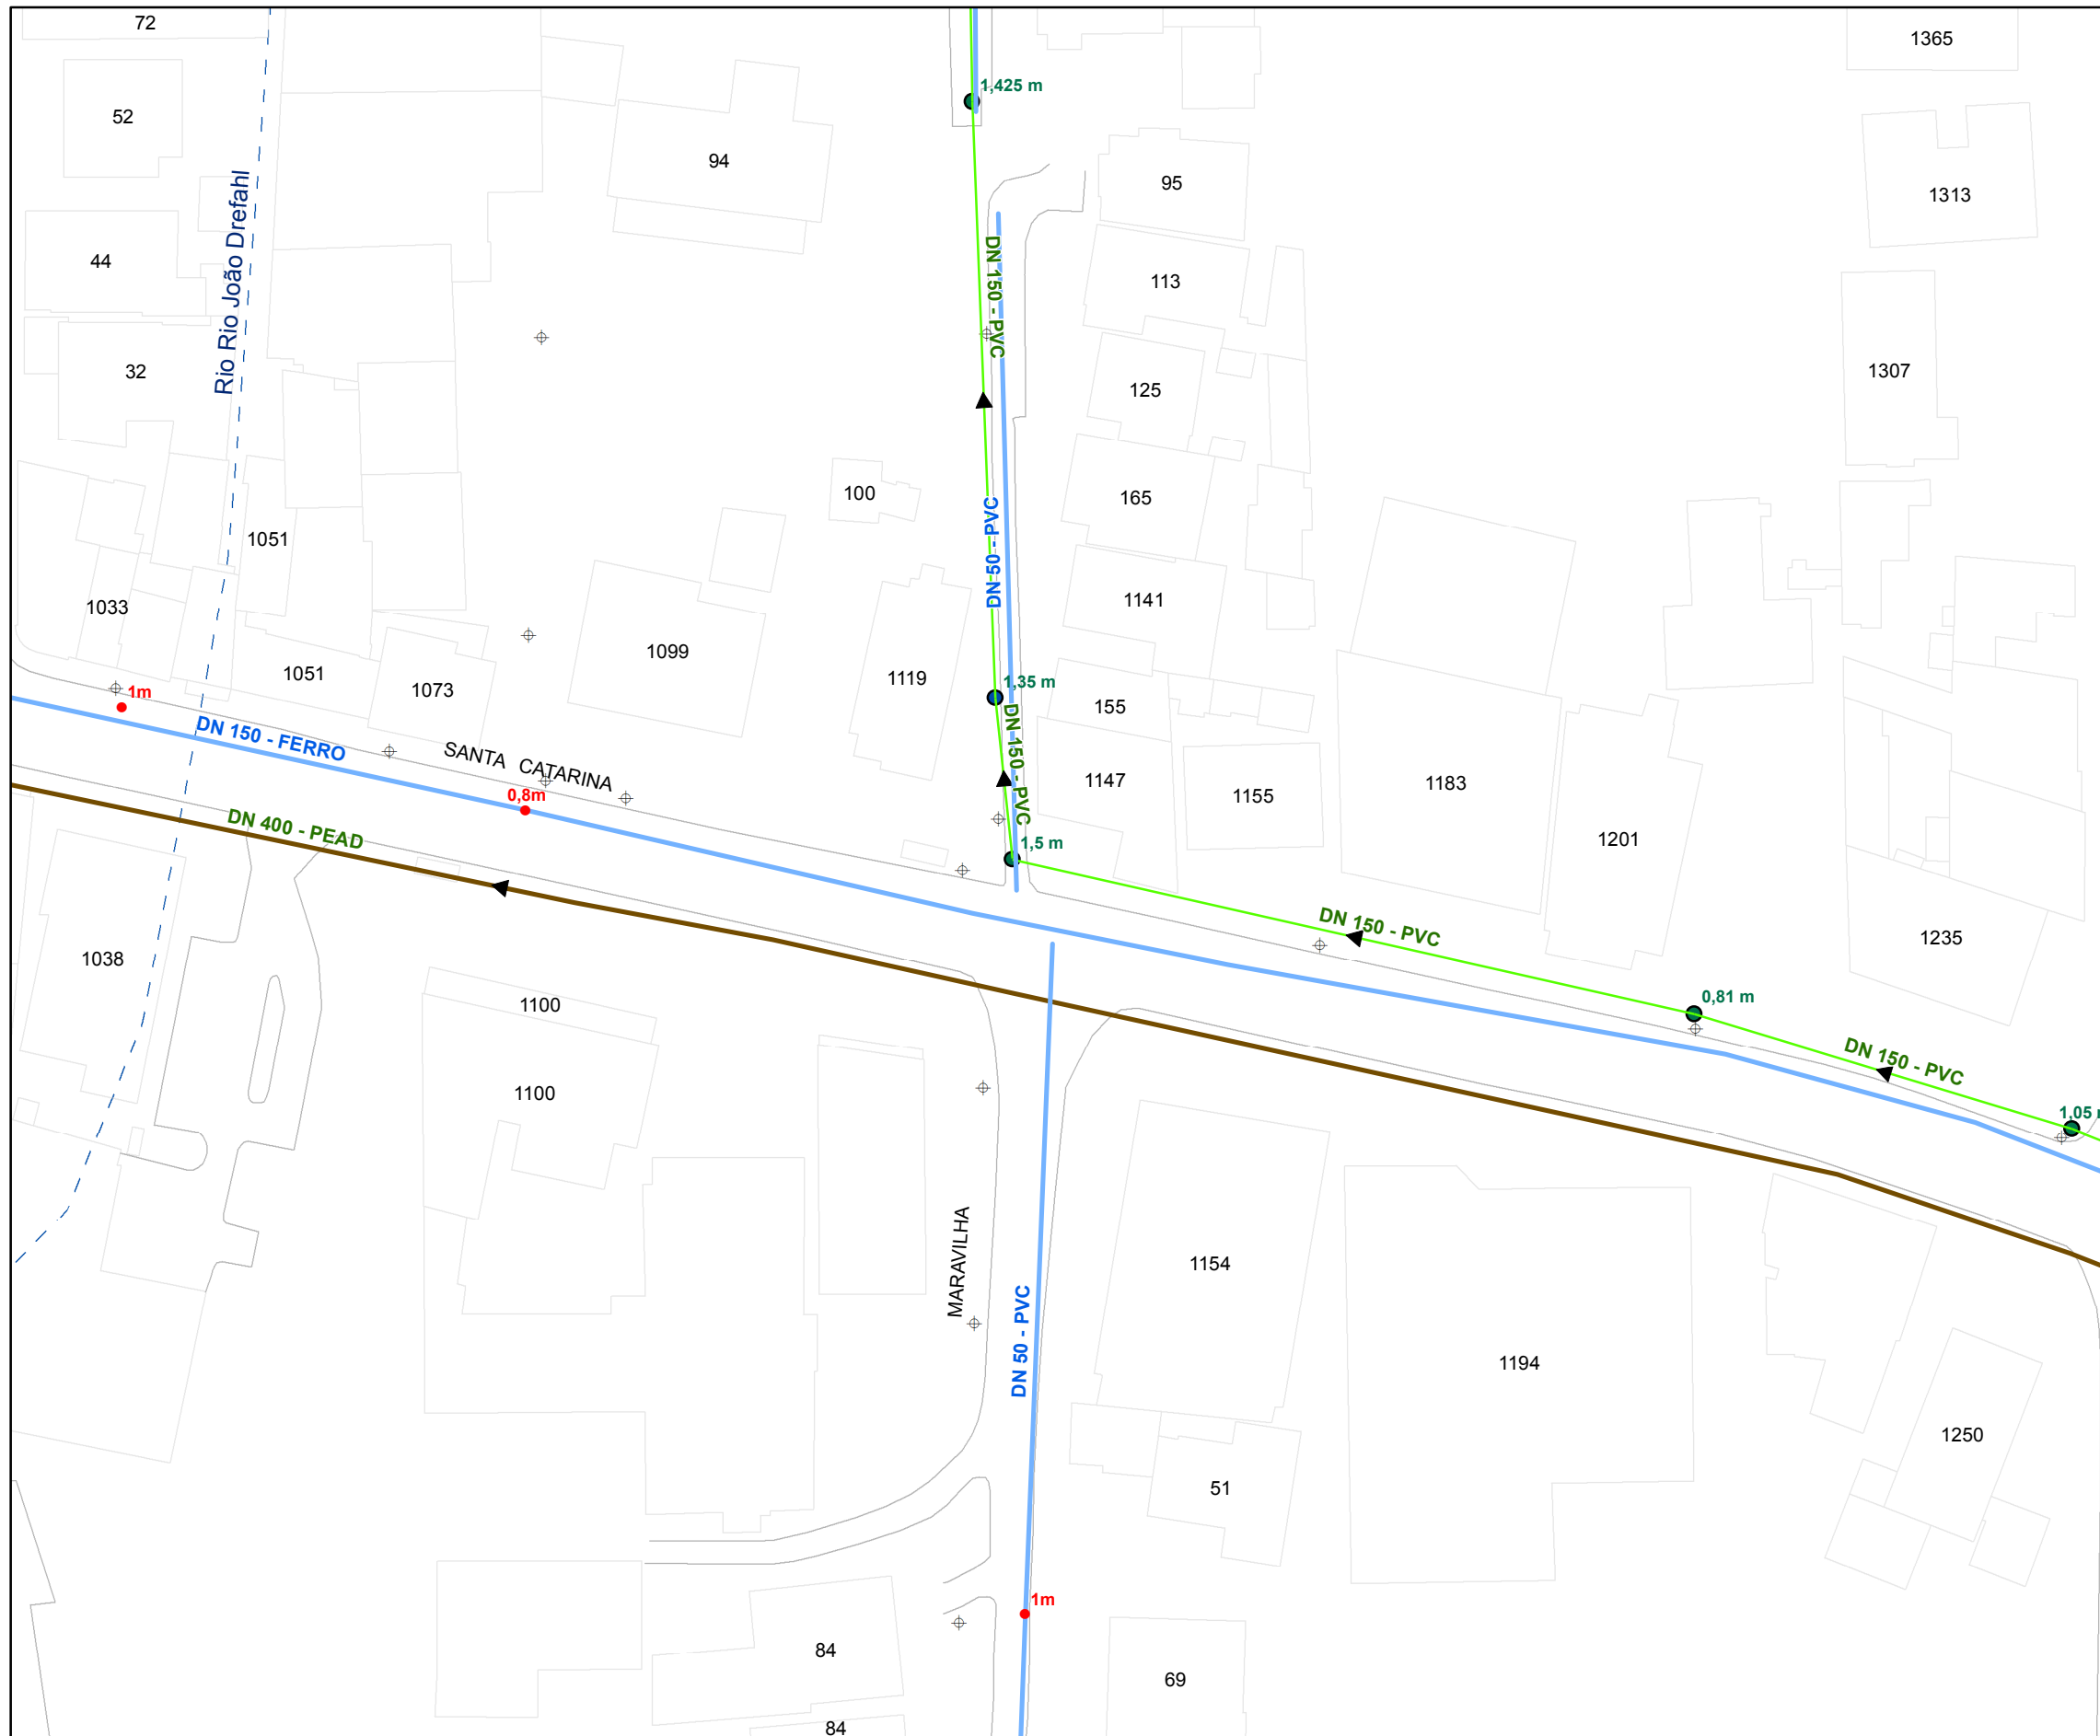 72
1365
1,425 m
52
94
95
1313
Rio Rio João Drefahl
44
DN 150 - PVC
113
32
125
1307
100
165
DN 50 - PVC
1051
1033
1141
1099
1051
1073
1119
1,35 m
1m
155
DN 150 - FERRO
SANTA CATARINA
DN 150 - PVC
1147
1155
1183
0,8m
DN 400 - PEAD
1,5 m
1201
DN 150 - PVC
1235
1038
0,81 m
1100
DN 150 - PVC
1100
1,05
MARAVILHA
1154
DN 50 - PVC
1194
1250
51
1m
84
69
84